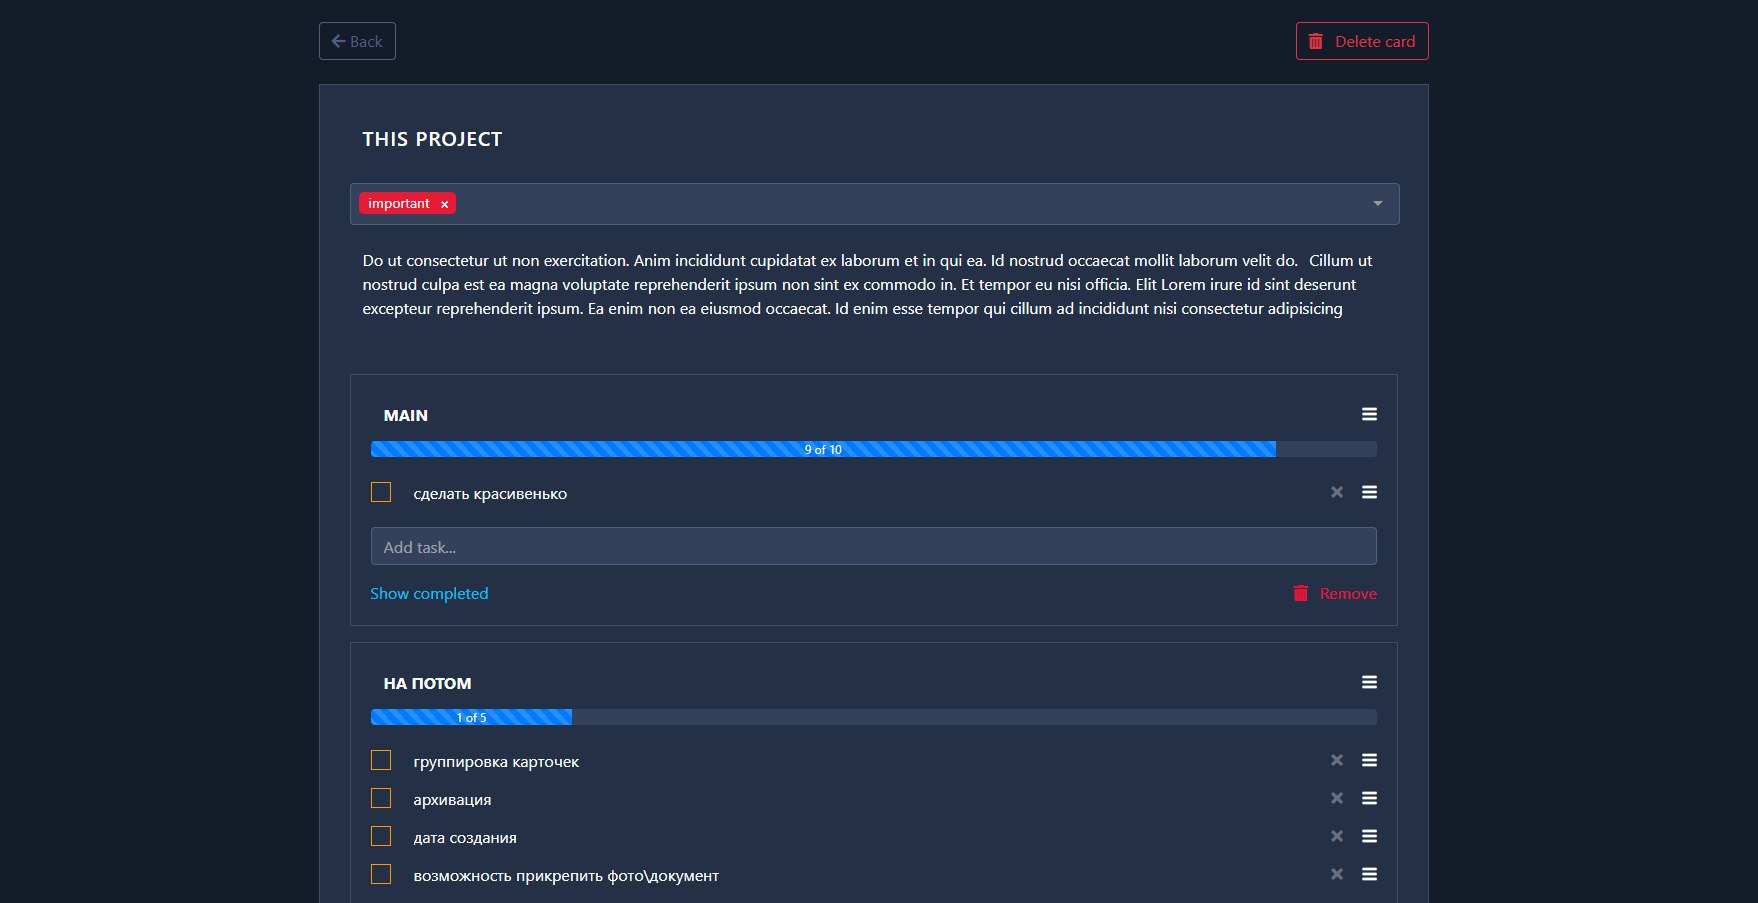 Back
Delete card
THIS PROJECT
important ×
Do ut consectetur ut non exercitation. Anim incididunt cupidatat ex laborum et in qui ea. Id nostrud occaecat mollit laborum velit do.   Cillum ut
nostrud culpa est ea magna voluptate reprehenderit ipsum non sint ex commodo in. Et tempor eu nisi officia. Elit Lorem irure id sint deserunt
excepteur reprehenderit ipsum. Ea enim non ea eiusmod occaecat. Id enim esse tempor qui cillum ad incididunt nisi consectetur adipisicing
MAIN
9 of 10
сделать красивенько
Add task...
Show completed
Remove
НА ПОТОМ
1 of 5
группировка карточек
архивация
дата создания
возможность прикрепить фото\документ